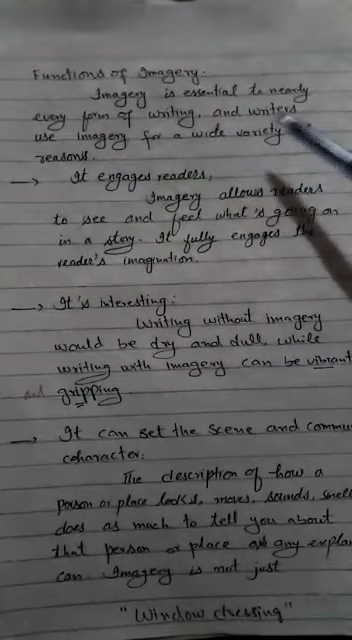 Functions of Imagery:
Imagery is essential to nearly
every form of writing, and writers
use imagery for a wide variety
reasons.
→ It engages readers;
Imagery allows readers
to see and feel what's going on
in a story. It fully engages the
reader's imagination.
→ It's interesting:
Writing without imagery
would be dry and dull, while
writing with imagery can be vibrant
and gripping.
→ It can set the scene and commu
coharacter:
The description of how a
person or place looks, moves, sounds, smell
does as much to tell you about
that person or place as any explan
can. Imagery is not just
"Window dressing"